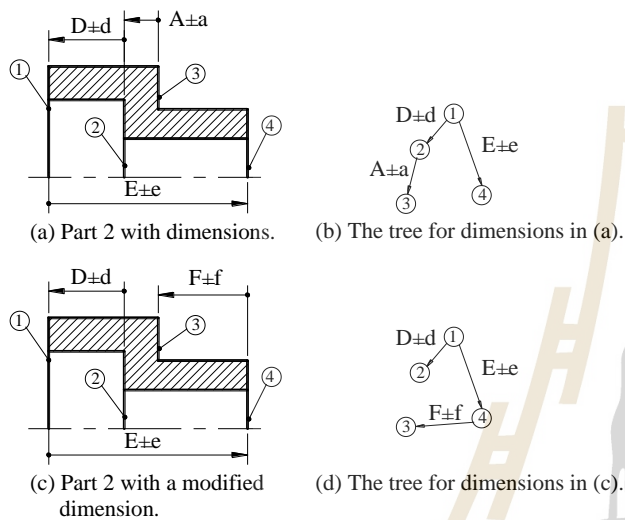 D±d
A±a
①
③
②
④
E±e
(a) Part 2 with dimensions.
①
D±d
②
E±e
A±a
③
④
(b) The tree for dimensions in (a).
D±d
F±f
①
③
②
④
E±e
(c) Part 2 with a modified
dimension.
D±d
①
②
E±e
F±f
③
④
(d) The tree for dimensions in (c).